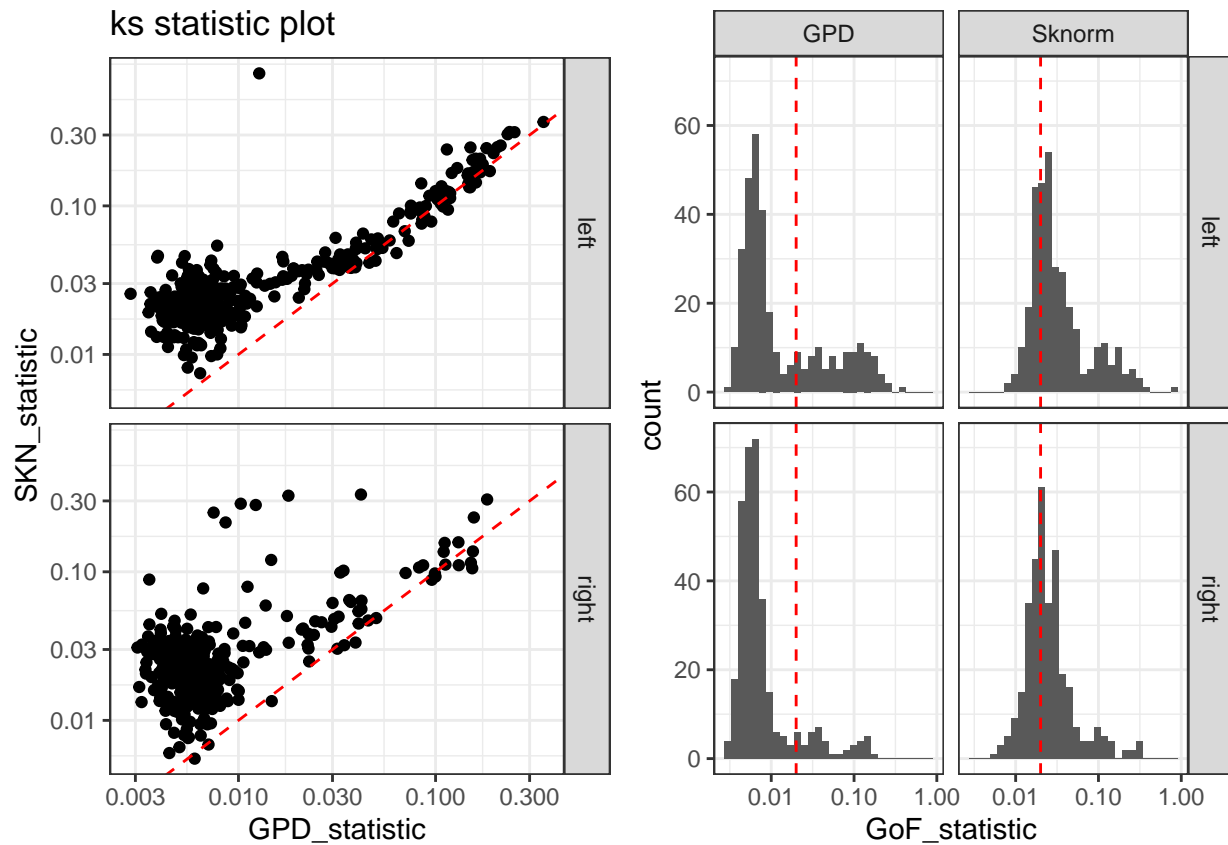 ks statistic plot
0.30
0.10
0.03
0.01
left
0.30
0.10
0.03
0.01
right
SKN_statistic
0.003 0.010 0.030 0.100 0.300
GPD_statistic
GPD Sknorm
60
40
20
0
left
60
40
20
0
right
count
0.01 0.10 1.00 0.01 0.10 1.00
GoF_statistic